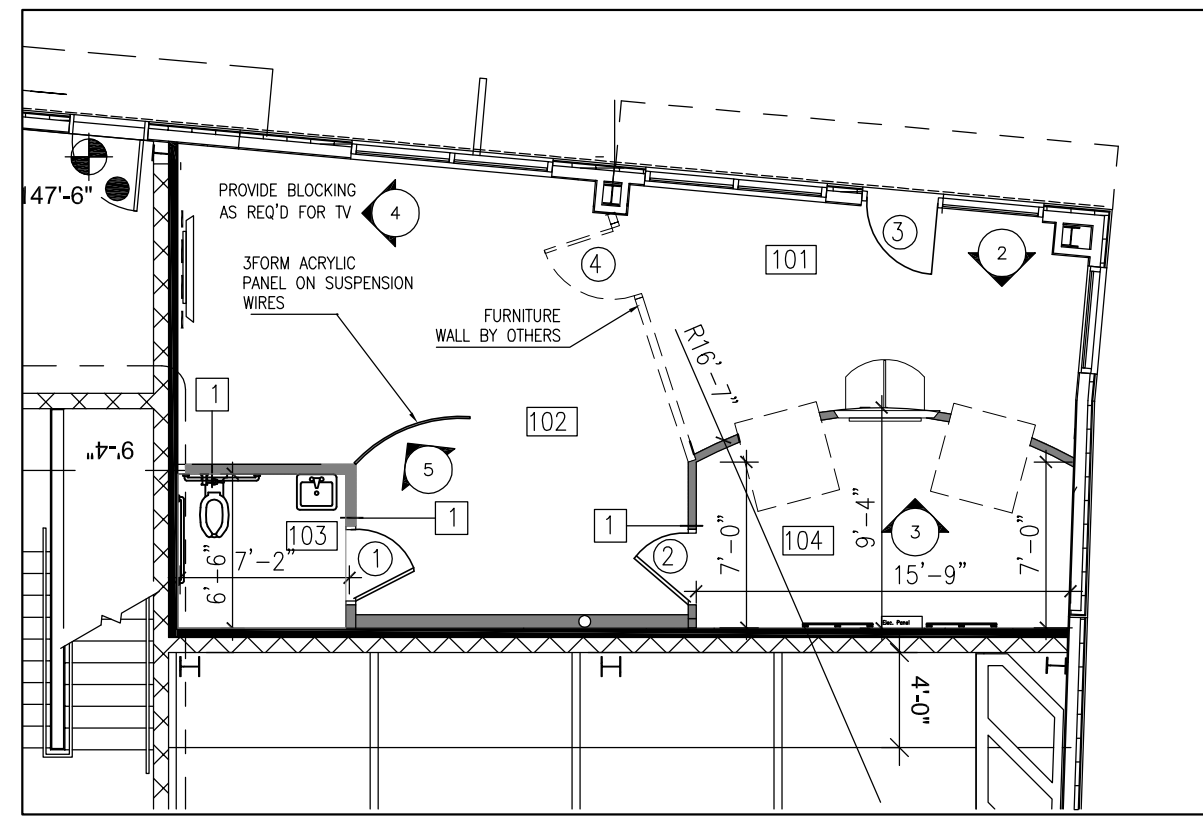 147'-6"
PROVIDE BLOCKING
AS REQ'D FOR TV
4
3FORM ACRYLIC
PANEL ON SUSPENSION
WIRES
FURNITURE
WALL BY OTHERS
4
101
3
2
R16'-7"
1
102
9'-4"
5
103
1
1
1
2
6'-6"
7'-2"
7'-0"
104
9'-4"
3
15'-9"
7'-0"
Elec. Panel
4'-0"